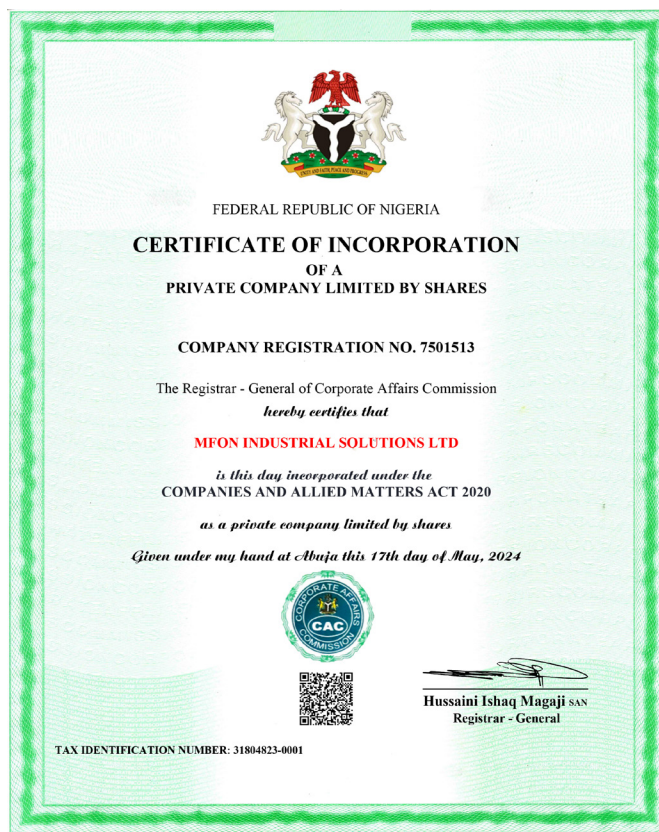 UNITY AND FAITH, PEACE AND PROGRESS
FEDERAL REPUBLIC OF NIGERIA
CERTIFICATE OF INCORPORATION
OF A
PRIVATE COMPANY LIMITED BY SHARES
COMPANY REGISTRATION NO. 7501513
The Registrar - General of Corporate Affairs Commission
hereby certifies that
MFON INDUSTRIAL SOLUTIONS LTD
is this day incorporated under the
COMPANIES AND ALLIED MATTERS ACT 2020
as a private company limited by shares
Given under my hand at Abuja this 17th day of May, 2024
CORPORATE AFFAIRS
CAC
COMMISSION
Hussaini Ishaq Magaji SAN
Registrar - General
TAX IDENTIFICATION NUMBER: 31804823-0001